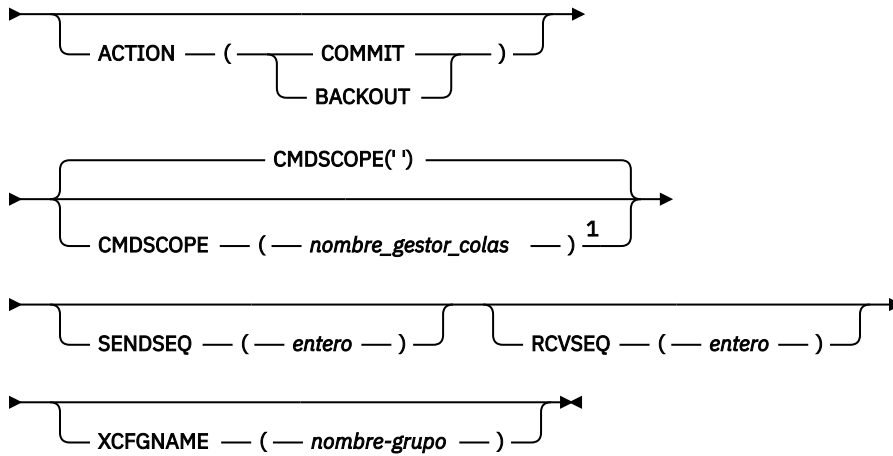 ACTION ( COMMIT )
BACKOUT
CMDSCOPE(' ')
CMDSCOPE ( nombre_gestor_colas ) 1
SENDSEQ ( entero ) RCVSEQ ( entero )
XCFGNAME ( nombre-grupo )